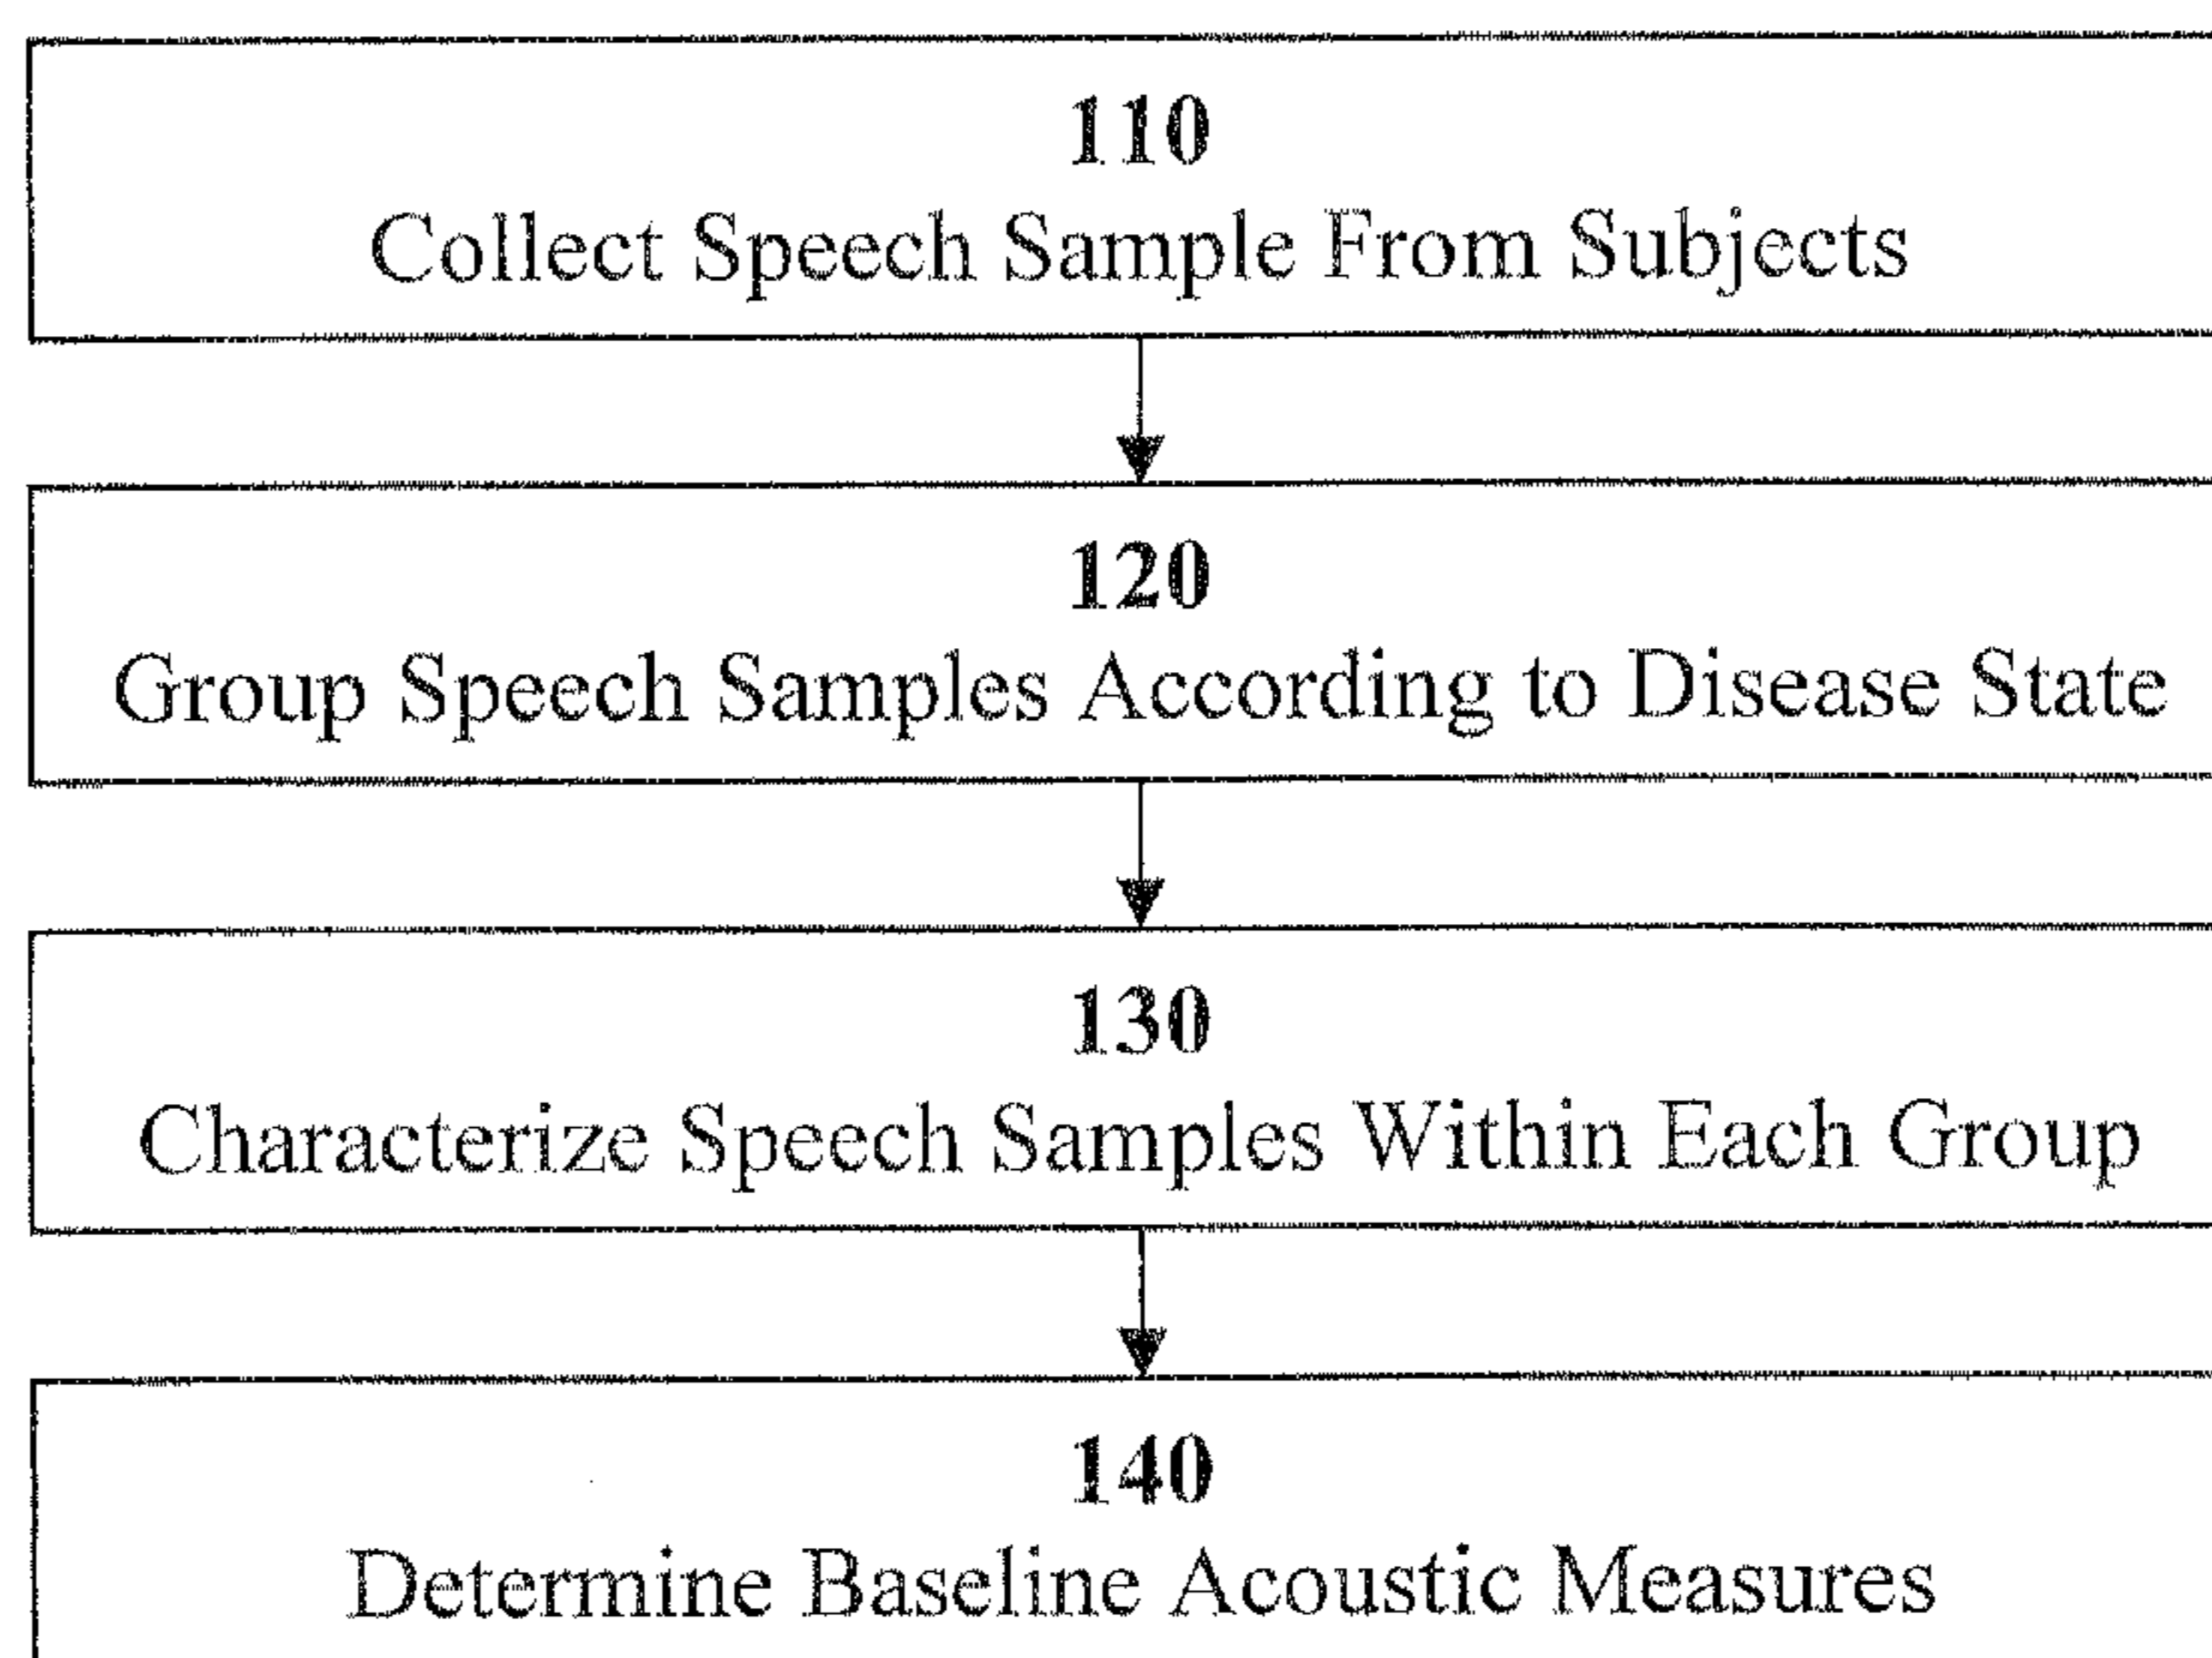 110
Collect Speech Sample From Subjects
120
Group Speech Samples According to Disease State
130
Characterize Speech Samples Within Each Group
140
Determine Baseline Acoustic Measures